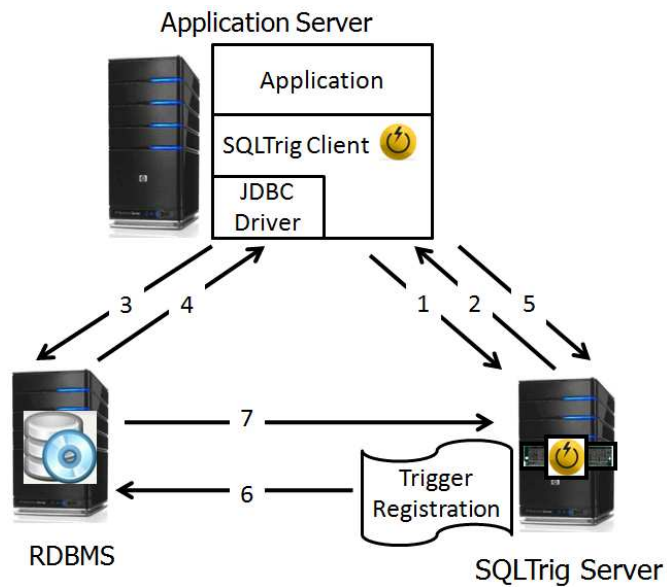 Application Server
Application
SQLTrig Client
JDBC
Driver
3
4
1
2
5
7
6
Trigger
Registration
RDBMS
SQLTrig Server